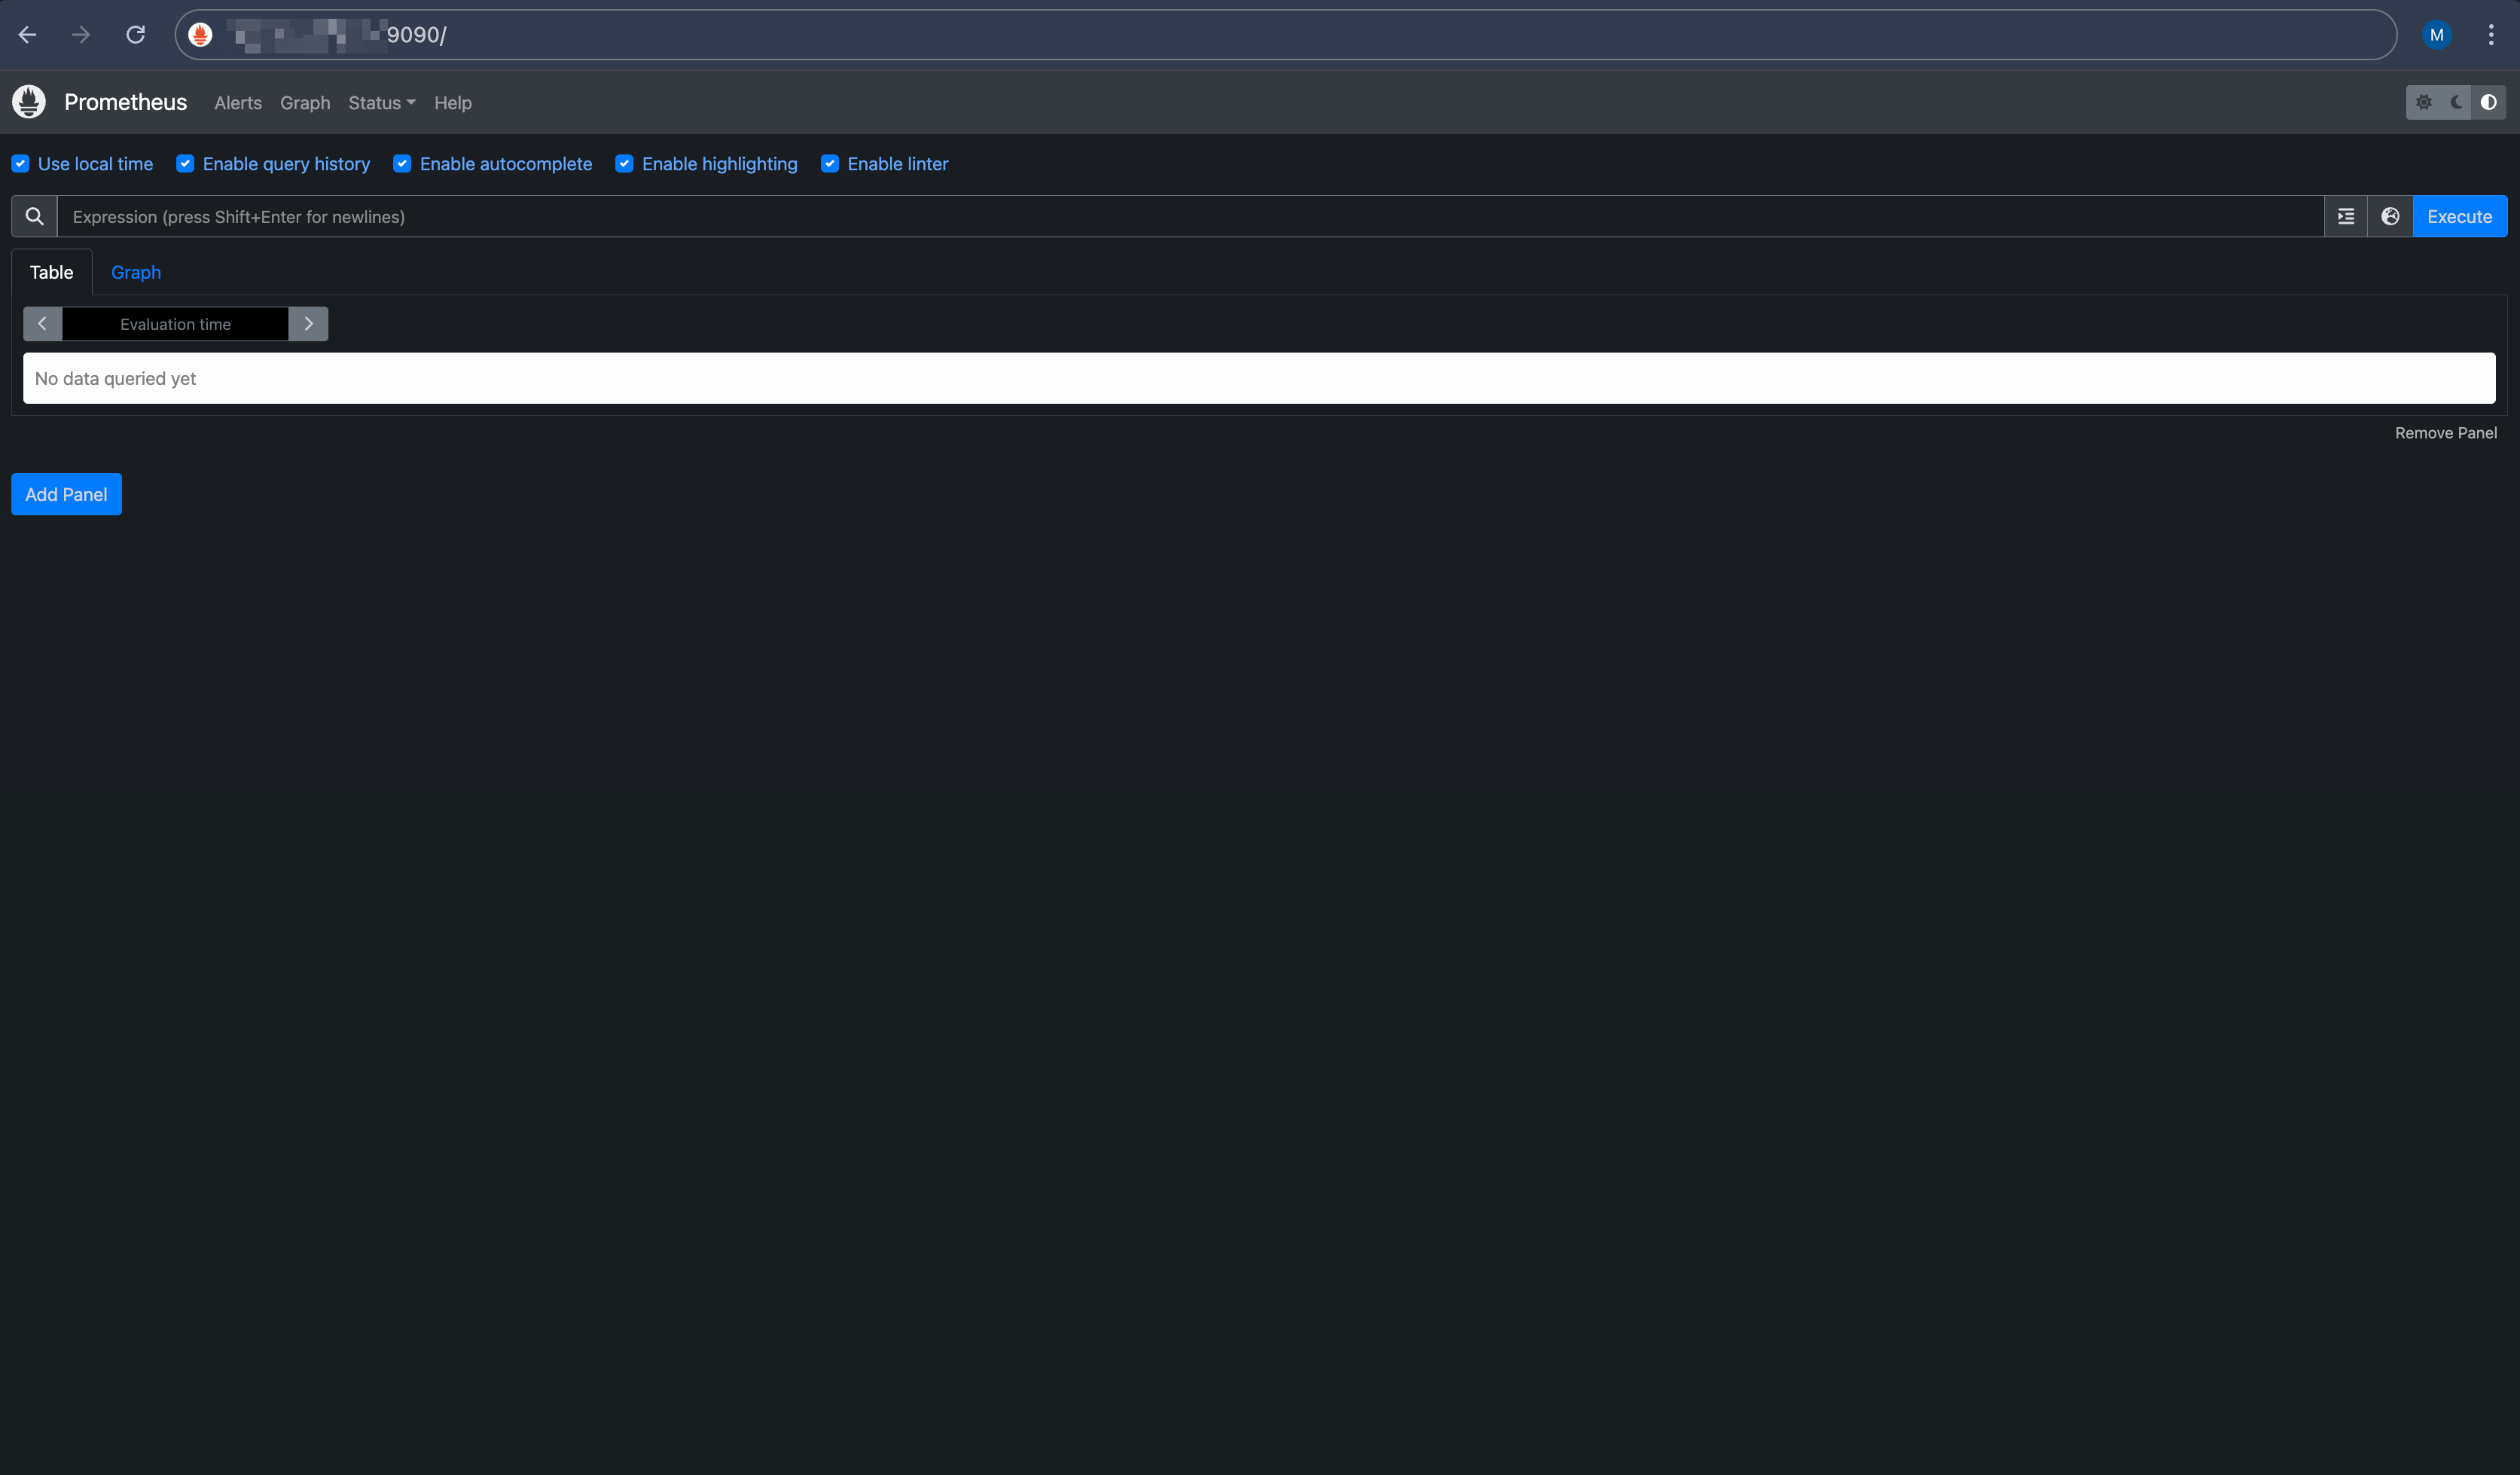 9090/
M
Prometheus Alerts Graph Status Help
Use local time Enable query history Enable autocomplete Enable highlighting Enable linter
Expression (press Shift+Enter for newlines) Execute
Table Graph
Evaluation time
No data queried yet
Remove Panel
Add Panel